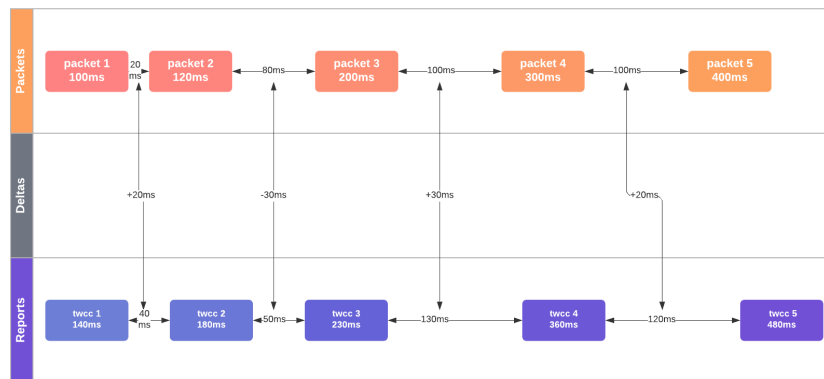 Packets
packet 1
100ms
20
ms
packet 2
120ms
80ms
packet 3
200ms
100ms
packet 4
300ms
100ms
packet 5
400ms
Deltas
+20ms
-30ms
+30ms
+20ms
Reports
twcc 1
140ms
40
ms
twcc 2
180ms
50ms
twcc 3
230ms
130ms
twcc 4
360ms
120ms
twcc 5
480ms